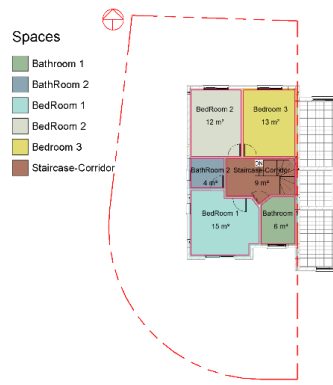 Spaces
Bathroom 1
BathRoom 2
BedRoom 1
BedRoom 2
Bedroom 3
Staircase-Corridor
BedRoom 2
12 m²
Bedroom 3
13 m²
DN
BathRoom 2
4 m²
Staircase-Corridor
9 m²
BedRoom 1
15 m²
Bathroom
6 m²